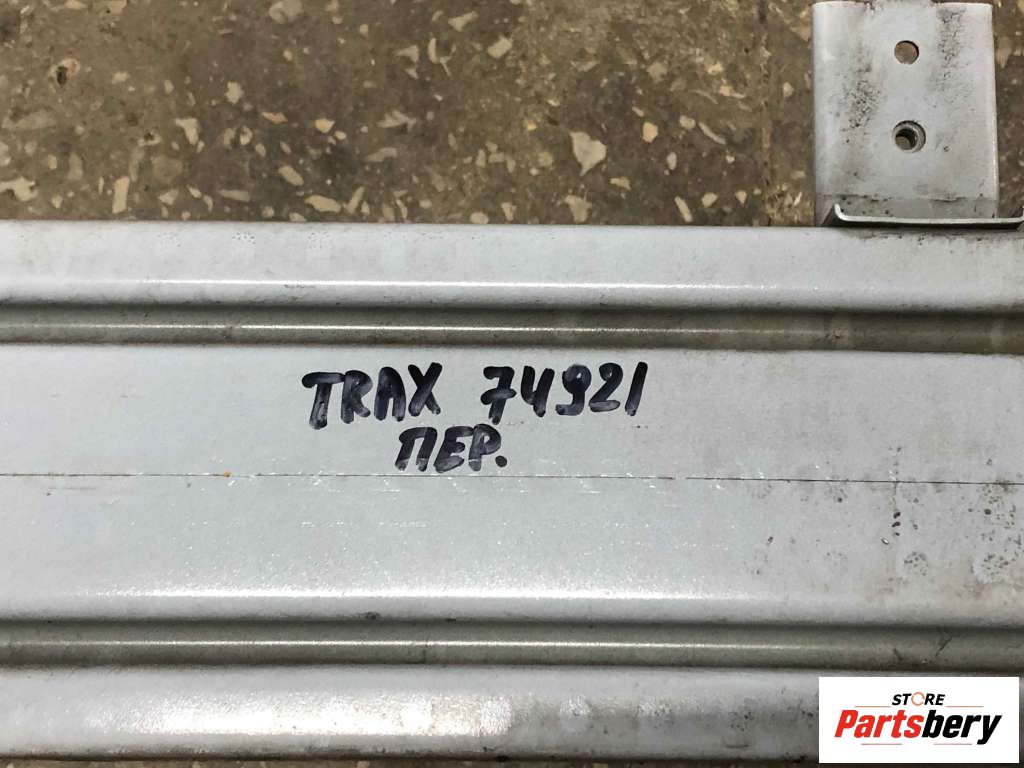 TRAX 74921
ПЕР.
STORE
Partsbery